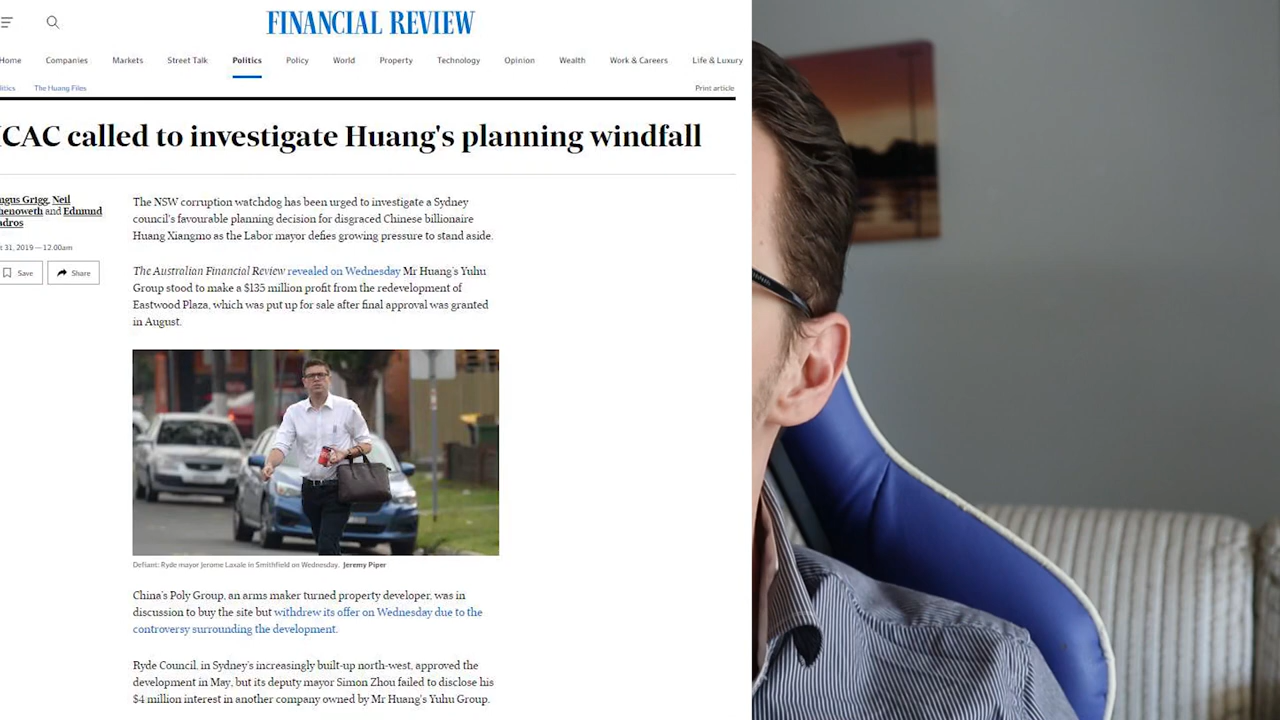 FINANCIAL REVIEW
Home Companies Markets Street Talk Politics Policy World Property Technology Opinion Wealth Work & Careers Life & Luxury
The Huang Files Print article
called to investigate Huang's planning windfall
Grigg, Neil
and Edmund
31, 2019 — 12.00am
Save Share
The NSW corruption watchdog has been urged to investigate a Sydney
council's favourable planning decision for disgraced Chinese billionaire
Huang Xiangmo as the Labor mayor defies growing pressure to stand aside.
The Australian Financial Review revealed on Wednesday Mr Huang's Yuhu
Group stood to make a $135 million profit from the redevelopment of
Eastwood Plaza, which was put up for sale after final approval was granted
in August.
Defiant: Ryde mayor Jerome Laxale in Smithfield on Wednesday. Jeremy Piper
China's Poly Group, an arms maker turned property developer, was in
discussion to buy the site but withdrew its offer on Wednesday due to the
controversy surrounding the development.
Ryde Council, in Sydney's increasingly built-up north-west, approved the
development in May, but its deputy mayor Simon Zhou failed to disclose his
$4 million interest in another company owned by Mr Huang's Yuhu Group.